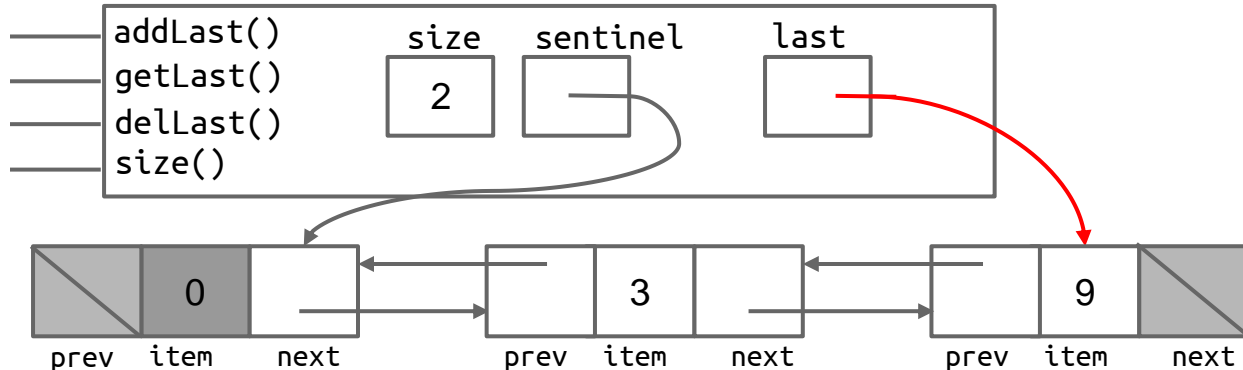 addLast()
getLast()
delLast()
size()
size sentinel last
2
0 3 9
prev item next prev item next prev item next